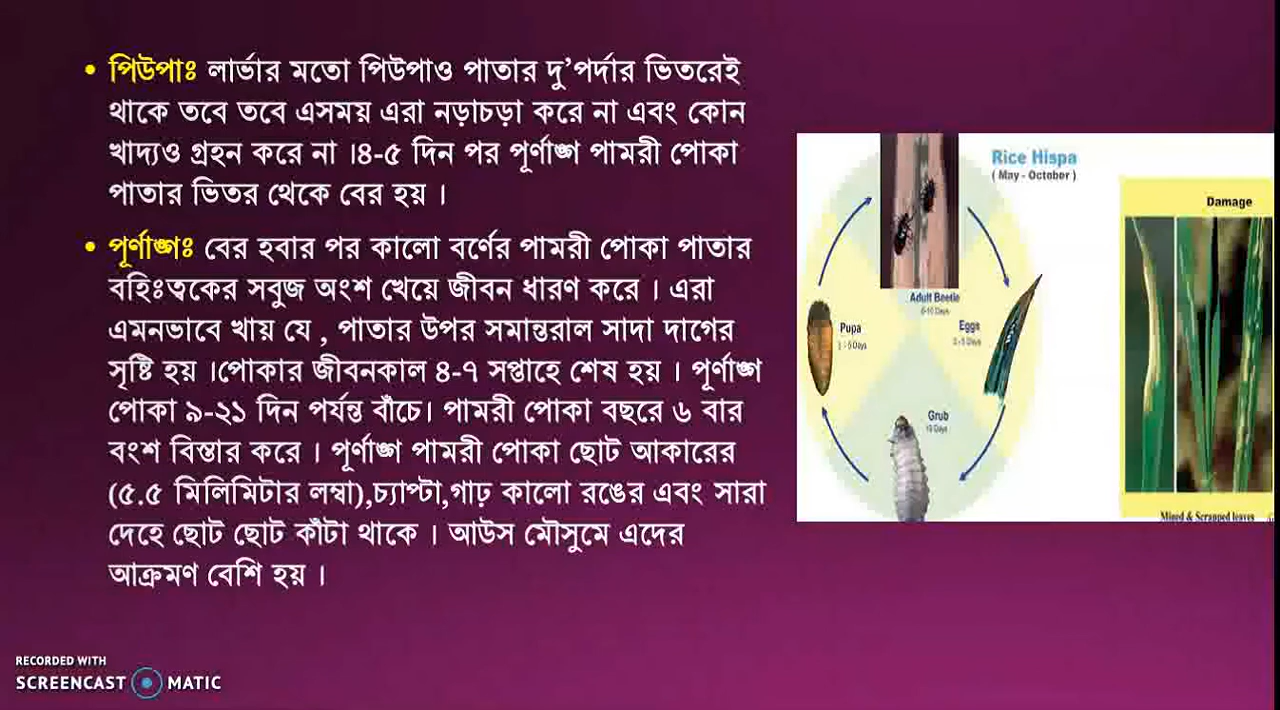 • পিউপাঃ লার্ভার মতো পিউপাও পাতার দু’পর্দার ভিতরেই
থাকে তবে তবে এসময় এরা নড়াচড়া করে না এবং কোন
খাদ্যও গ্রহন করে না ।৪-৫ দিন পর পূর্ণাঙ্গ পামরী পোকা
পাতার ভিতর থেকে বের হয় ।
• পূর্ণাঙ্গঃ বের হবার পর কালো বর্ণের পামরী পোকা পাতার
বহিঃত্বকের সবুজ অংশ খেয়ে জীবন ধারণ করে । এরা
এমনভাবে খায় যে , পাতার উপর সমান্তরাল সাদা দাগের
সৃষ্টি হয় ।পোকার জীবনকাল ৪-৭ সপ্তাহে শেষ হয় । পূর্ণাঙ্গ
পোকা ৯-২১ দিন পর্যন্ত বাঁচে। পামরী পোকা বছরে ৬ বার
বংশ বিস্তার করে । পূর্ণাঙ্গ পামরী পোকা ছোট আকারের
(৫.৫ মিলিমিটার লম্বা),চ্যাপ্টা,গাঢ় কালো রঙের এবং সারা
দেহে ছোট ছোট কাঁটা থাকে । আউস মৌসুমে এদের
আক্রমণ বেশি হয় ।
Rice Hispa
( May - October )
Adult Beetle
Days
Eggs
Days
Grub
Days
Pupa
Days
Damage
Mined & Scrapped leaves
RECORDED WITH
SCREENCAST MATIC